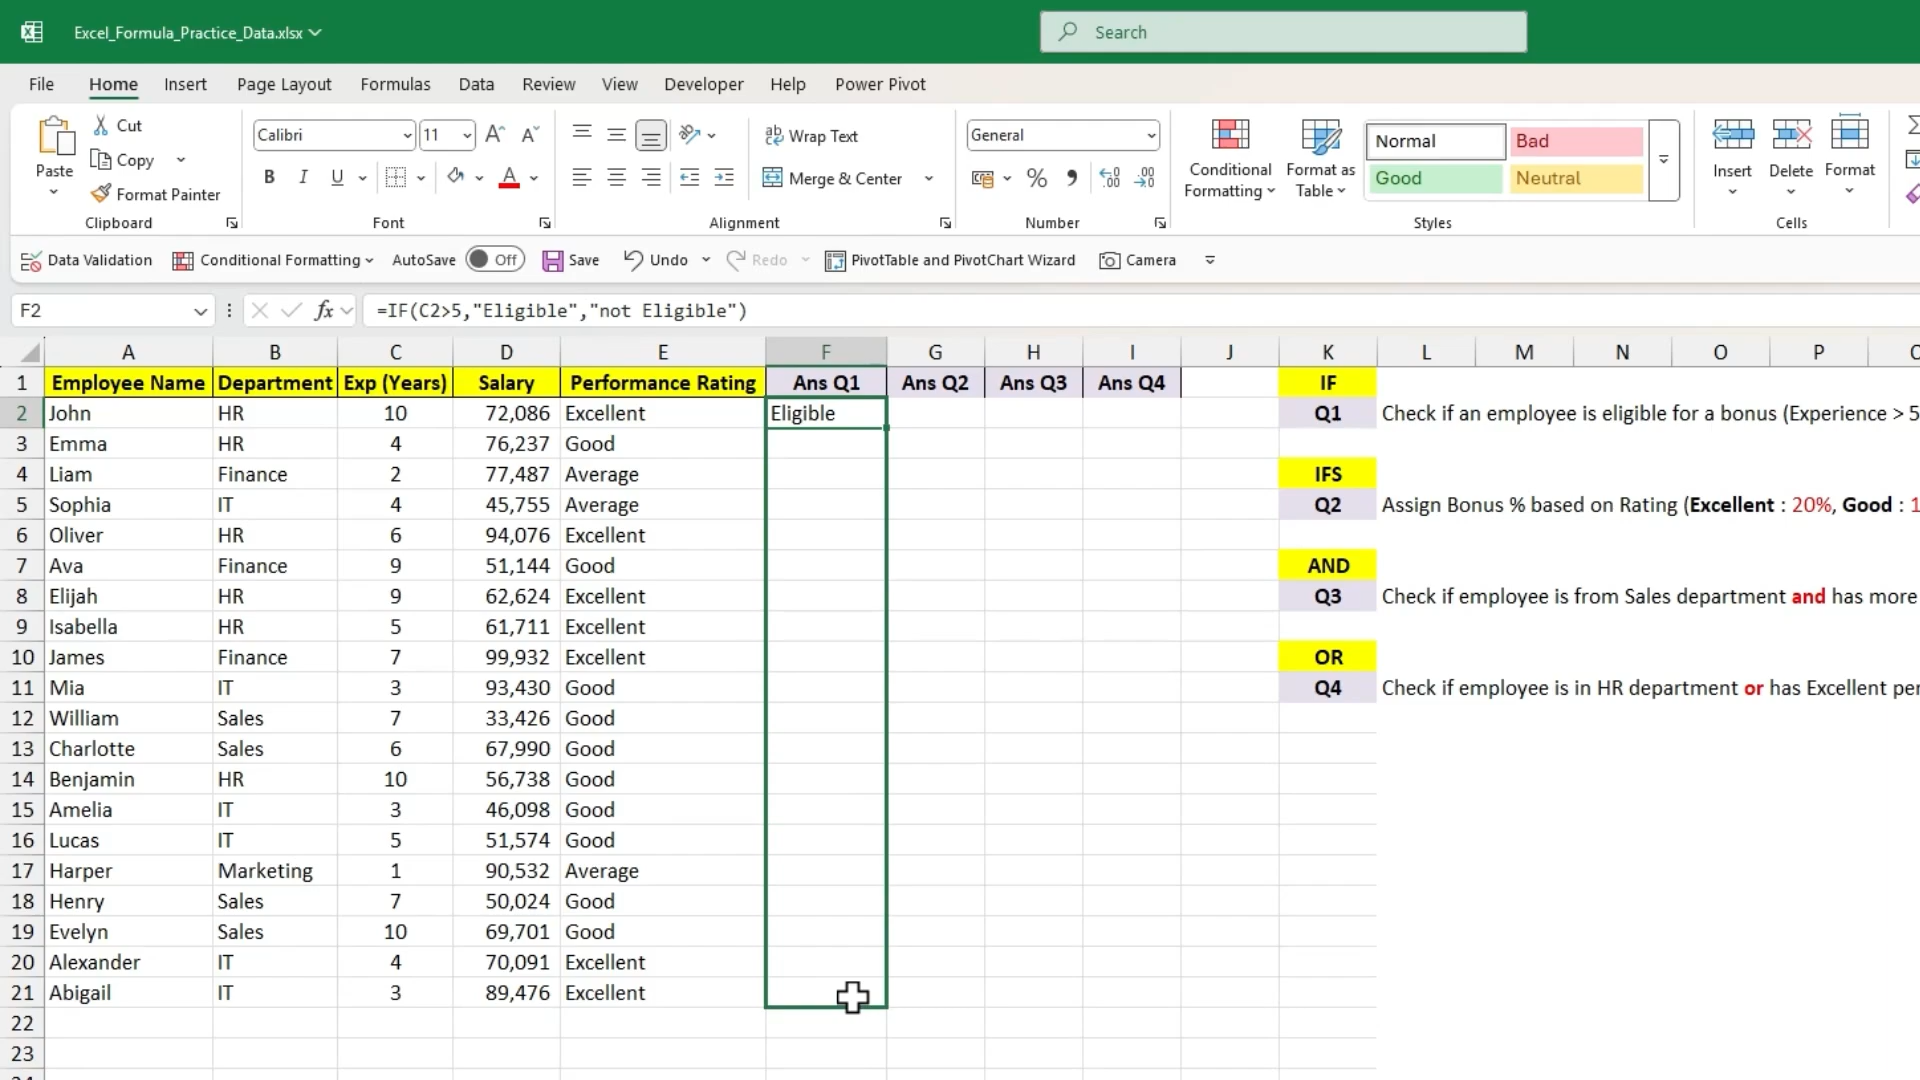 Excel_Formula_Practice_Data.xlsx
Search
File Home Insert Page Layout Formulas Data Review View Developer Help Power Pivot
Paste
Cut
Copy
Format Painter
Clipboard
Calibri 11
B I U
Font
Wrap Text
Merge & Center
Alignment
General
Number
Conditional Formatting
Format as Table
Normal Bad
Good Neutral
Styles
Insert Delete Format
Cells
Data Validation Conditional Formatting AutoSave Off Save Undo Redo PivotTable and PivotChart Wizard Camera
F2 fx =IF(C2>5,"Eligible","not Eligible")
A B C D E F G H I J K L M N O P
1 Employee Name Department Exp (Years) Salary Performance Rating Ans Q1 Ans Q2 Ans Q3 Ans Q4 IF
2 John HR 10 72,086 Excellent Eligible Q1 Check if an employee is eligible for a bonus (Experience > 5
3 Emma HR 4 76,237 Good
4 Liam Finance 2 77,487 Average IFS
5 Sophia IT 4 45,755 Average Q2 Assign Bonus % based on Rating (Excellent : 20%, Good : 1
6 Oliver HR 6 94,076 Excellent
7 Ava Finance 9 51,144 Good AND
8 Elijah HR 9 62,624 Excellent Q3 Check if employee is from Sales department and has more
9 Isabella HR 5 61,711 Excellent
10 James Finance 7 99,932 Excellent OR
11 Mia IT 3 93,430 Good Q4 Check if employee is in HR department or has Excellent per
12 William Sales 7 33,426 Good
13 Charlotte Sales 6 67,990 Good
14 Benjamin HR 10 56,738 Good
15 Amelia IT 3 46,098 Good
16 Lucas IT 5 51,574 Good
17 Harper Marketing 1 90,532 Average
18 Henry Sales 7 50,024 Good
19 Evelyn Sales 10 69,701 Good
20 Alexander IT 4 70,091 Excellent
21 Abigail IT 3 89,476 Excellent
22
23